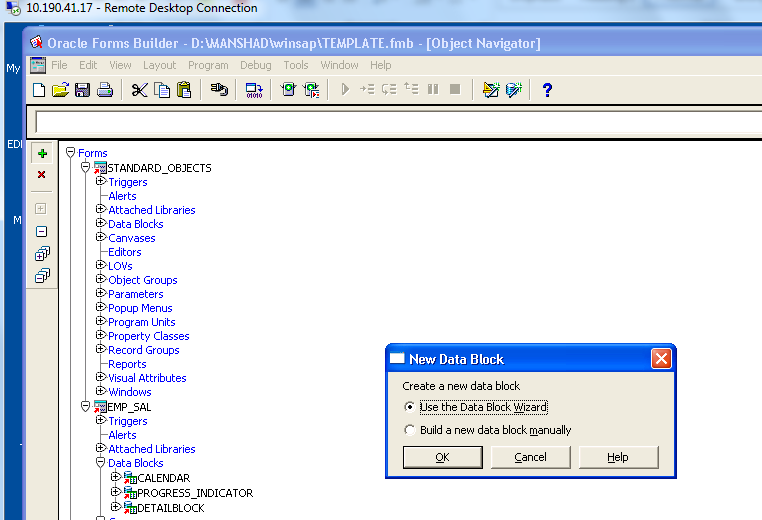 10.190.41.17 - Remote Desktop Connection
Oracle Forms Builder - D:\MANSHAD\winsap\TEMPLATE.fmb - [Object Navigator]
My
File Edit View Layout Program Debug Tools Window Help
EDI
M
Forms
STANDARD_OBJECTS
Triggers
Alerts
Attached Libraries
Data Blocks
Canvases
Editors
LOVs
Object Groups
Parameters
Popup Menus
Program Units
Property Classes
Record Groups
Reports
Visual Attributes
Windows
EMP_SAL
Triggers
Alerts
Attached Libraries
Data Blocks
CALENDAR
PROGRESS_INDICATOR
DETAILBLOCK
New Data Block
Create a new data block
Use the Data Block Wizard
Build a new data block manually
OK Cancel Help